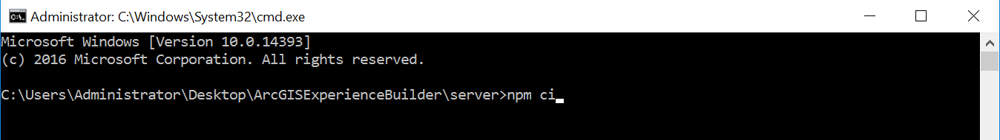 Administrator: C:\Windows\System32\cmd.exe
Microsoft Windows [Version 10.0.14393]
(c) 2016 Microsoft Corporation. All rights reserved.
C:\Users\Administrator\Desktop\ArcGISExperienceBuilder\server>npm ci